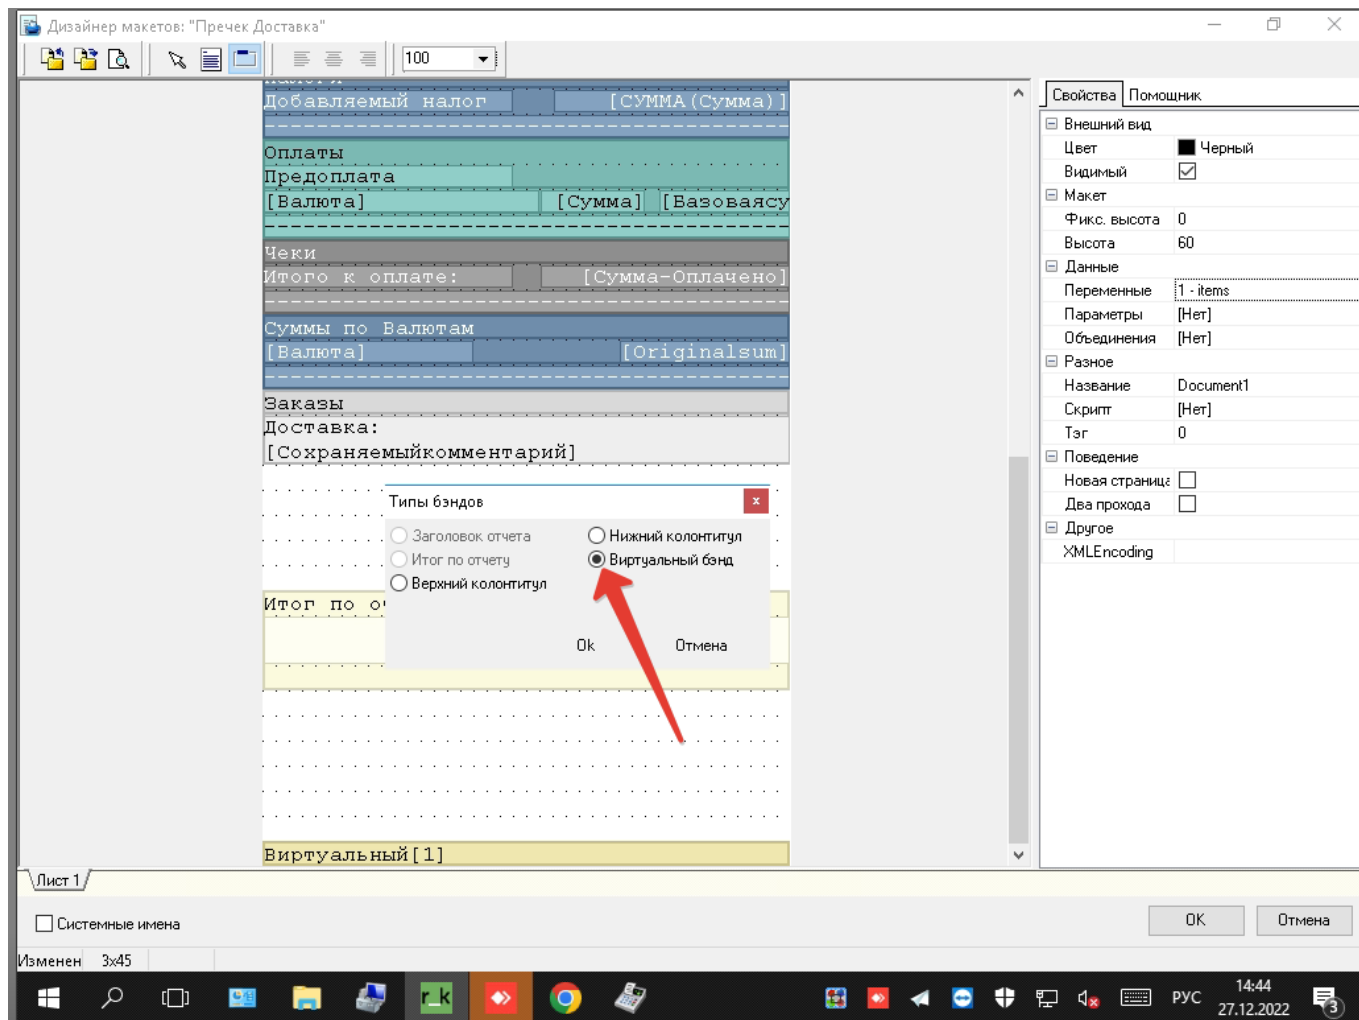 Дизайнер макетов: "Пречек Доставка"
100
Добавляемый налог [СУММА(Сумма)]
Оплаты
Предоплата
[Валюта] [Сумма] [Базоваясу
Чеки
Итого к оплате: [Сумма-Оплачено]
Суммы по Валютам
[Валюта] [Originalsum]
Заказы
Доставка:
[Сохраняемыйкомментарий]
Типы бэндов
Заголовок отчета
Итог по отчету
Верхний колонтитул
Нижний колонтитул
Виртуальный бэнд
Ok Отмена
Итог по о
Виртуальный[1]
Свойства Помощник
Внешний вид
Цвет Черный
Видимый
Макет
Фикс. высота 0
Высота 60
Данные
Переменные 1 - items
Параметры [Нет]
Объединения [Нет]
Разное
Название Document1
Скрипт [Нет]
Тэг 0
Поведение
Новая страница
Два прохода
Другое
XMLEncoding
Лист 1
Системные имена
OK Отмена
Изменен 3x45
r_k
РУС
14:44
27.12.2022
3